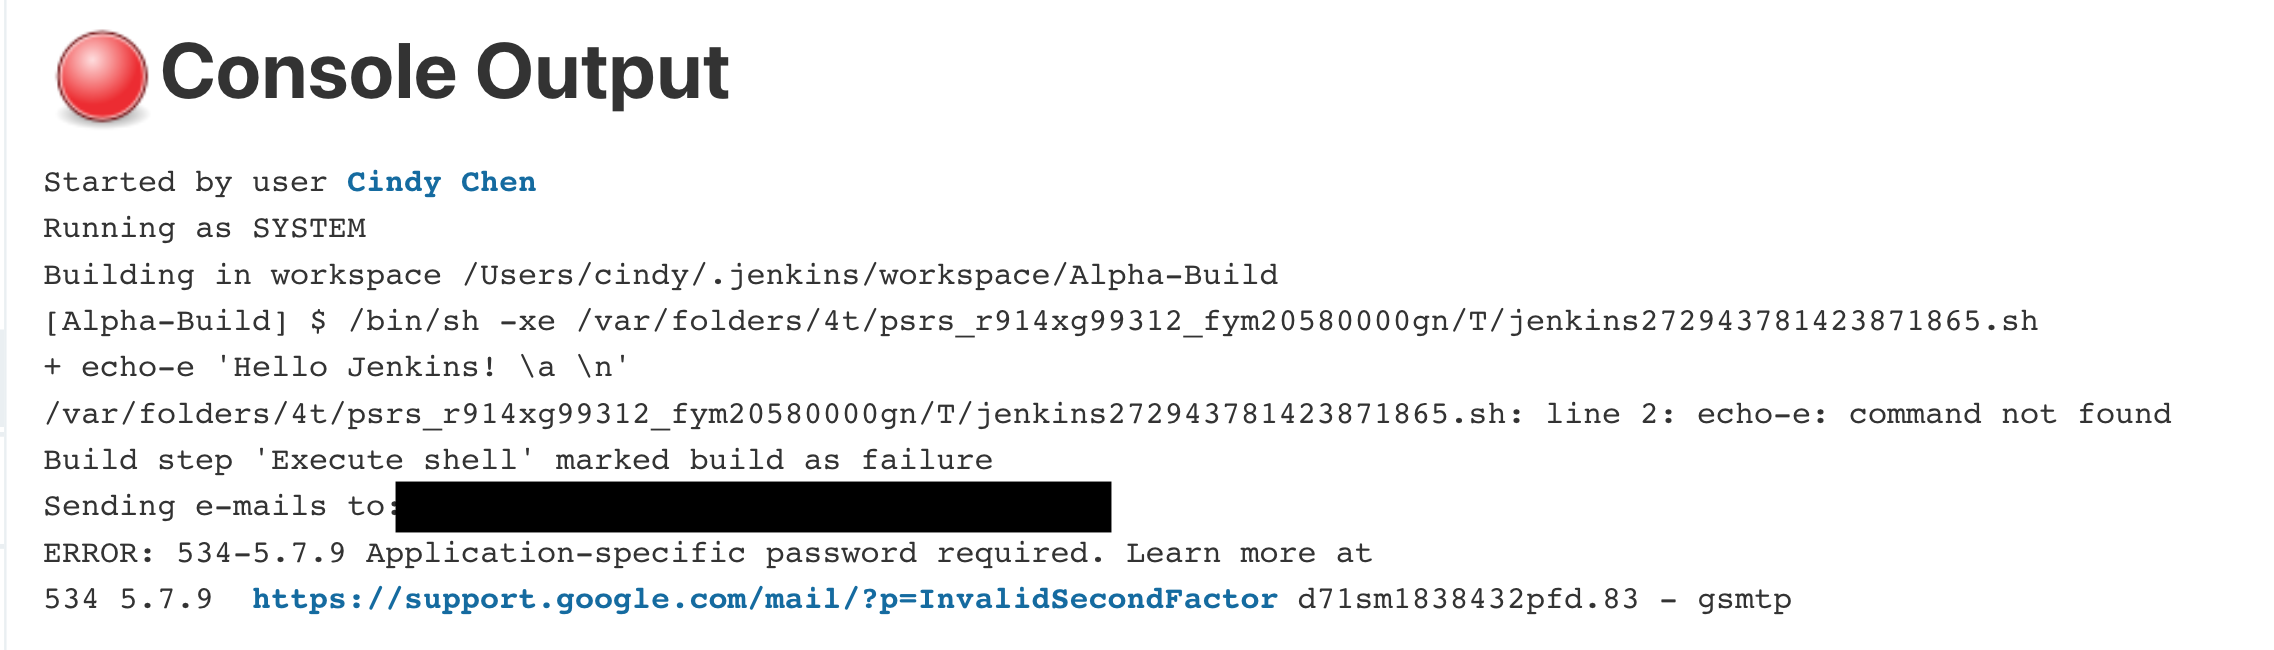 Console Output
Started by user Cindy Chen
Running as SYSTEM
Building in workspace /Users/cindy/.jenkins/workspace/Alpha-Build
[Alpha-Build] $ /bin/sh -xe /var/folders/4t/psrs_r914xg99312_fym20580000gn/T/jenkins272943781423871865.sh
+ echo-e 'Hello Jenkins! \a \n'
/var/folders/4t/psrs_r914xg99312_fym20580000gn/T/jenkins272943781423871865.sh: line 2: echo-e: command not found
Build step 'Execute shell' marked build as failure
Sending e-mails to:
ERROR: 534-5.7.9 Application-specific password required. Learn more at
534 5.7.9  https://support.google.com/mail/?p=InvalidSecondFactor d71sm1838432pfd.83 - gsmtp